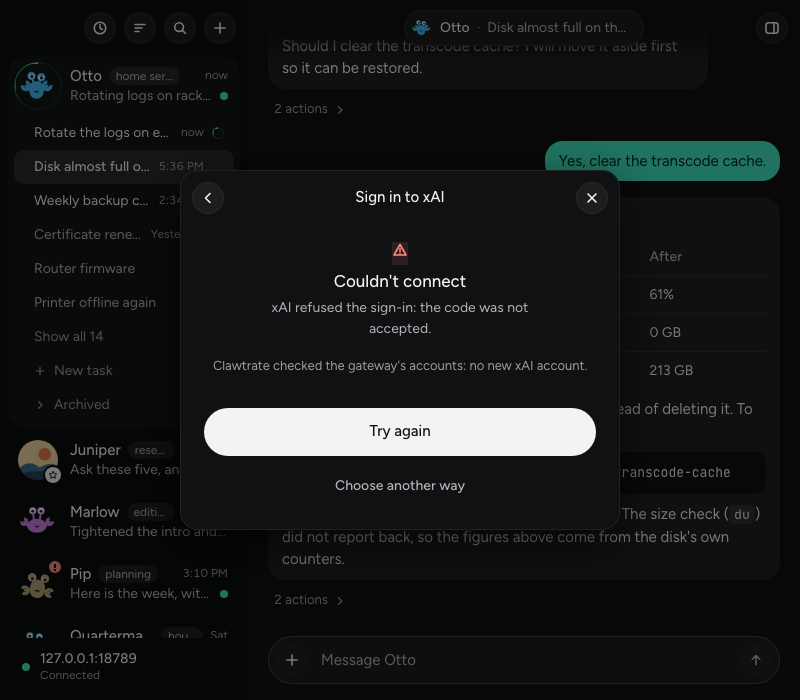 Otto · Disk almost full on th...
Otto home ser... now
Rotating logs on rack...
Rotate the logs on e... now
Disk almost full o... 5:36 PM
Weekly backup c... 2:34
Certificate rene... Yeste
Router firmware
Printer offline again
Show all 14
New task
Archived
Juniper rese...
Ask these five, an
Marlow editi...
Tightened the intro and...
Pip planning 3:10 PM
Here is the week, wit...
Quarterma hou... Sat
127.0.0.1:18789
Connected
Should I clear the transcode cache? I will move it aside first
so it can be restored.
2 actions
Yes, clear the transcode cache.
Sign in to xAI
Couldn't connect
xAI refused the sign-in: the code was not
accepted.
Clawtrate checked the gateway's accounts: no new xAI account.
Try again
Choose another way
After
61%
0 GB
213 GB
ead of deleting it. To
transcode-cache
The size check ( du )
did not report back, so the figures above come from the disk's own
counters.
2 actions
Message Otto